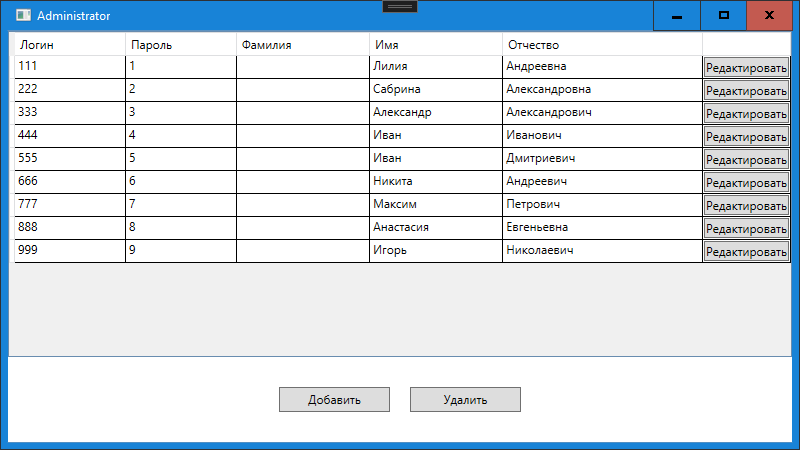 Administrator
Логин Пароль Фамилия Имя Отчество
111 1 Лилия Андреевна Редактировать
222 2 Сабрина Александровна Редактировать
333 3 Александр Александрович Редактировать
444 4 Иван Иванович Редактировать
555 5 Иван Дмитриевич Редактировать
666 6 Никита Андреевич Редактировать
777 7 Максим Петрович Редактировать
888 8 Анастасия Евгеньевна Редактировать
999 9 Игорь Николаевич Редактировать
Добавить Удалить